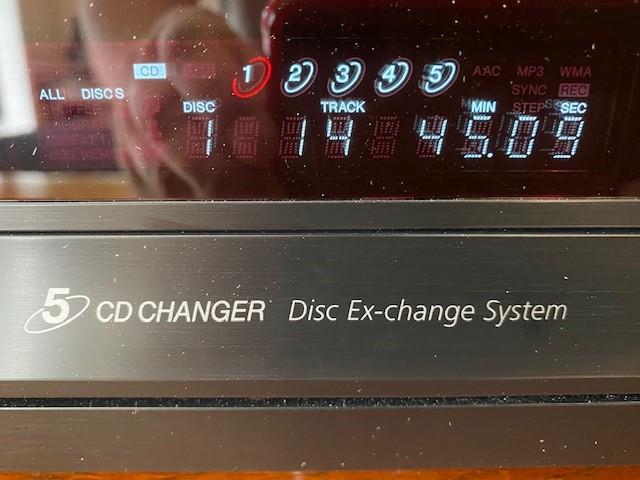 CD 1 2 3 4 5 AAC MP3 WMA
ALL DISCS SYNC REC
DISC TRACK MIN STEP SEC
1 14 45.09
5 CD CHANGER Disc Ex-change System